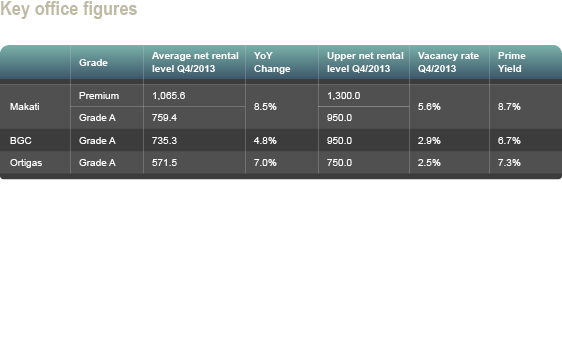 Key office figures
Grade
Average net rental level Q4/2013
YoY Change
Upper net rental level Q4/2013
Vacancy rate Q4/2013
Prime Yield
Makati
Premium
1,065.6
8.5%
1,300.0
5.6%
8.7%
Grade A
759.4
950.0
BGC
Grade A
735.3
4.8%
950.0
2.9%
6.7%
Ortigas
Grade A
571.5
7.0%
750.0
2.5%
7.3%